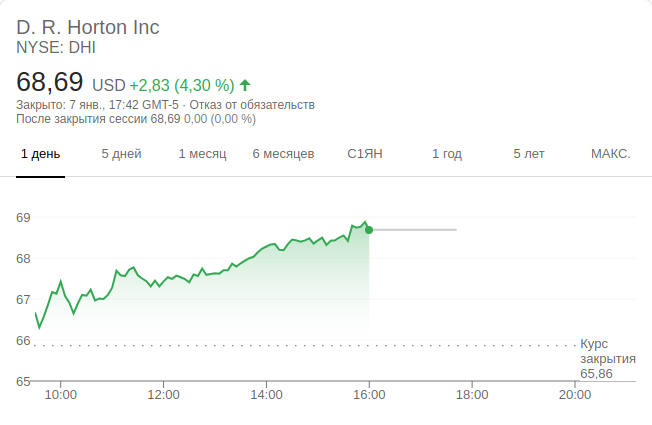 D. R. Horton Inc
NYSE: DHI
68,69 USD +2,83 (4,30 %)
Закрыто: 7 янв., 17:42 GMT-5 · Отказ от обязательств
После закрытия сессии 68,69 0,00 (0,00 %)
1 день 5 дней 1 месяц 6 месяцев С1ЯН 1 год 5 лет МАКС.
69
68
67
66
Курс
закрытия
65,86
65
10:00 12:00 14:00 16:00 18:00 20:00